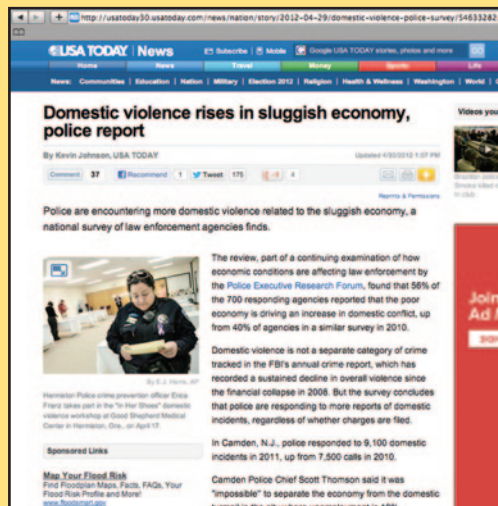 http://usatoday30.usatoday.com/news/nation/story/2012-04-29/domestic-violence-police-survey/54633282
USA TODAY News
Subscribe Mobile Google USA TODAY stories, photos and more GO
Home News Travel Money Sports Life
News: Communities | Education | Nation | Military | Election 2012 | Religion | Health & Wellness | Washington | World |
Domestic violence rises in sluggish economy,
police report
Videos you
By Kevin Johnson, USA TODAY
Updated 4/30/2012 1:07 PM
Comment 37 Recommend 1 Tweet 175 4
Reprints & Permissions
Police are encountering more domestic violence related to the sluggish economy, a
national survey of law enforcement agencies finds.
By E.J. Harris, AP
Hermiston Police crime prevention officer Erica
Franz takes part in the "In Her Shoes" domestic
violence workshop at Good Shepherd Medical
Center in Hermiston, Ore., on April 17.
The review, part of a continuing examination of how
economic conditions are affecting law enforcement by
the Police Executive Research Forum, found that 56% of
the 700 responding agencies reported that the poor
economy is driving an increase in domestic conflict, up
from 40% of agencies in a similar survey in 2010.
Domestic violence is not a separate category of crime
tracked in the FBI's annual crime report, which has
recorded a sustained decline in overall violence since
the financial collapse in 2008. But the survey concludes
that police are responding to more reports of domestic
incidents, regardless of whether charges are filed.
In Camden, N.J., police responded to 9,100 domestic
incidents in 2011, up from 7,500 calls in 2010.
Camden Police Chief Scott Thomson said it was
"impossible" to separate the economy from the domestic
Sponsored Links
Map Your Flood Risk
Find Floodplan Maps, Facts, FAQs, Your
Flood Risk Profile and More!
www.floodsmart.gov
Join
Ad